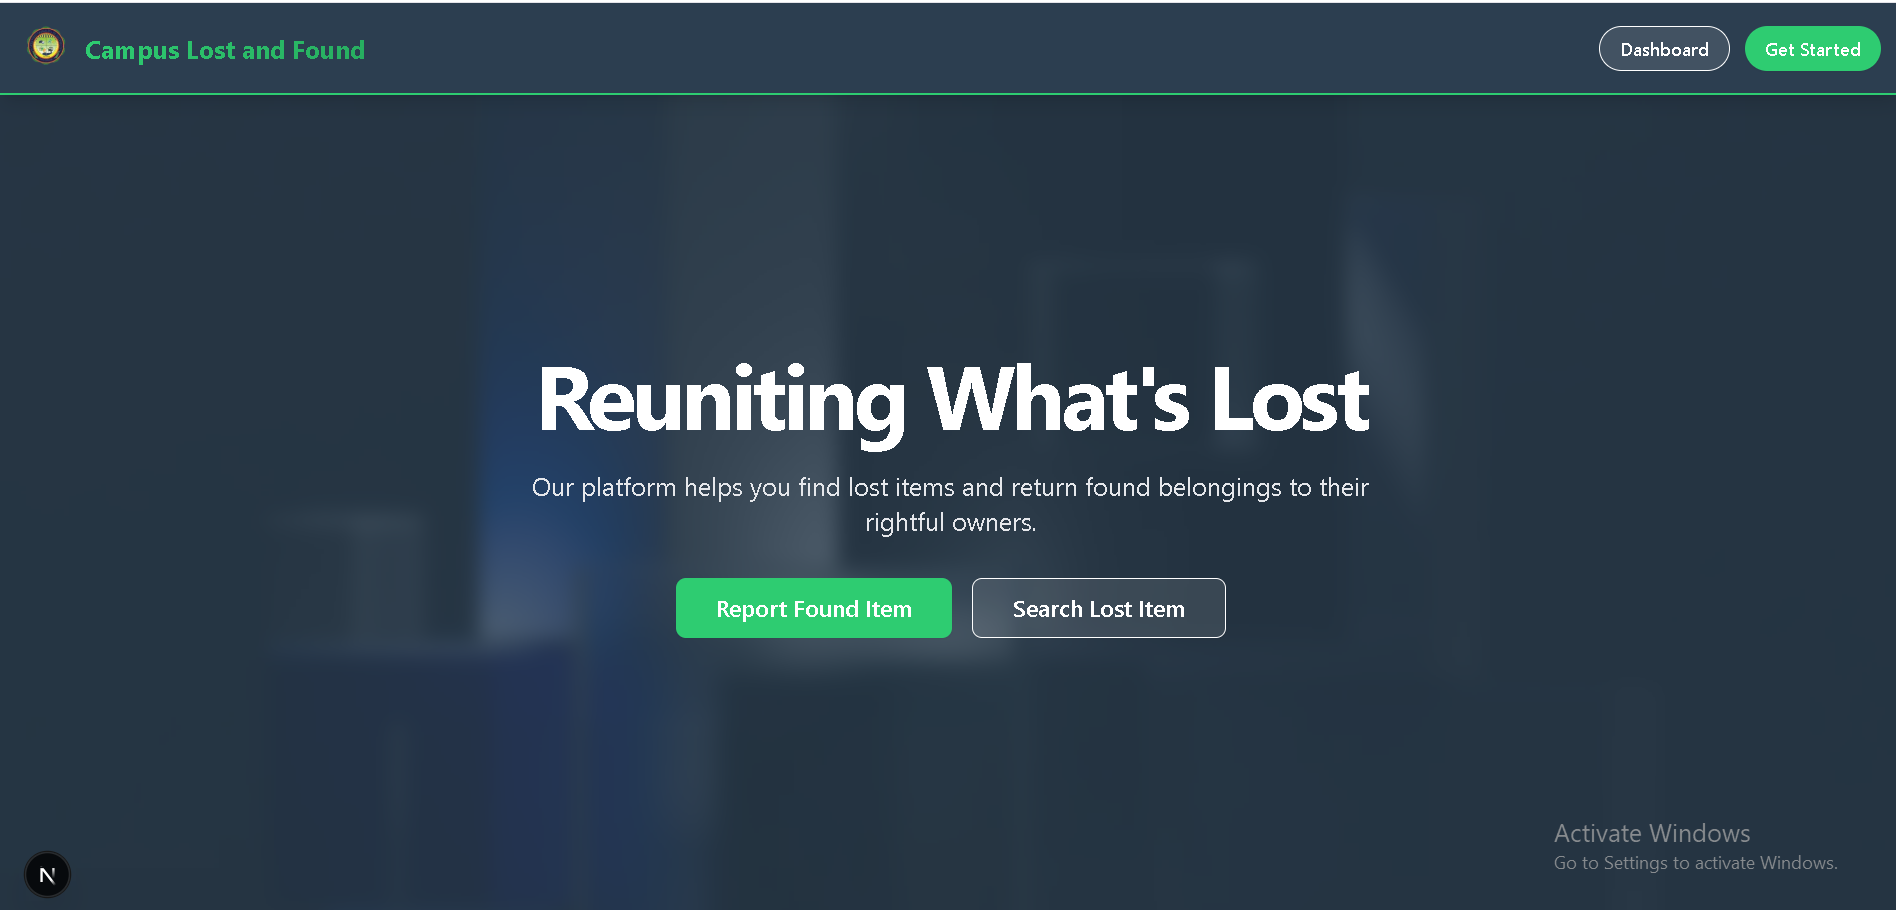 Campus Lost and Found
Dashboard
Get Started
Reuniting What's Lost
Our platform helps you find lost items and return found belongings to their
rightful owners.
Report Found Item
Search Lost Item
Activate Windows
Go to Settings to activate Windows.
N